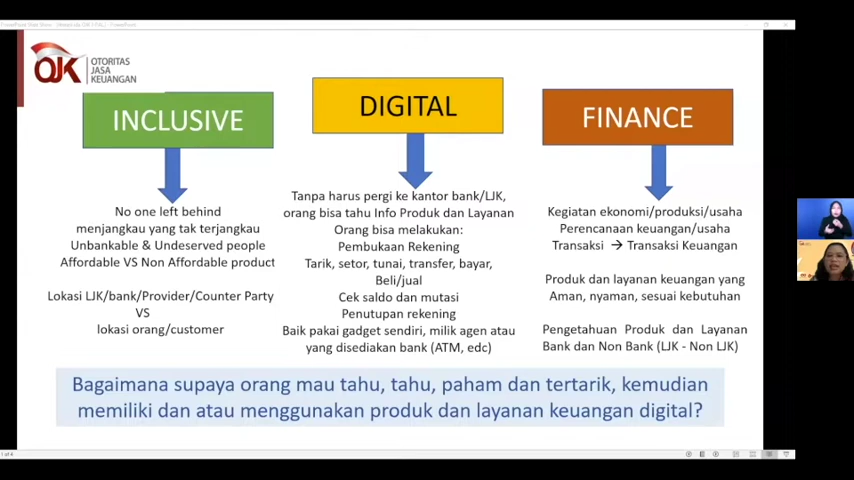 OJK
OTORITAS
JASA
KEUANGAN
INCLUSIVE
No one left behind
menjangkau yang tak terjangkau
Unbankable & Undeserved people
Affordable VS Non Affordable product
Lokasi LJK/bank/Provider/Counter Party
VS
lokasi orang/customer
DIGITAL
Tanpa harus pergi ke kantor bank/LJK,
orang bisa tahu Info Produk dan Layanan
Orang bisa melakukan:
Pembukaan Rekening
Tarik, setor, tunai, transfer, bayar,
Beli/jual
Cek saldo dan mutasi
Penutupan rekening
Baik pakai gadget sendiri, milik agen atau
yang disediakan bank (ATM, edc)
FINANCE
Kegiatan ekonomi/produksi/usaha
Perencanaan keuangan/usaha
Transaksi → Transaksi Keuangan
Produk dan layanan keuangan yang
Aman, nyaman, sesuai kebutuhan
Pengetahuan Produk dan Layanan
Bank dan Non Bank (LJK - Non LJK)
Bagaimana supaya orang mau tahu, tahu, paham dan tertarik, kemudian
memiliki dan atau menggunakan produk dan layanan keuangan digital?